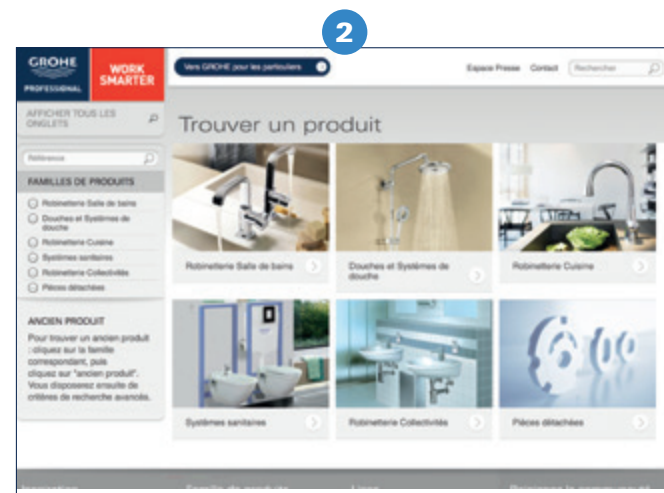 2
GROHE
PROFESSIONAL
WORK
SMARTER
Vers GROHE pour les particuliers
Espace Presse Contact Rechercher
AFFICHER TOUS LES
ONGLETS
Trouver un produit
Référence
FAMILLES DE PRODUITS
Robinetterie Salle de bains
Douches et Systèmes de
douche
Robinetterie Cuisine
Systèmes sanitaires
Robinetterie Collectivités
Pièces détachées
ANCIEN PRODUIT
Pour trouver un ancien produit
: cliquez sur la famille
correspondant, puis
cliquez sur "ancien produit".
Vous disposerez ensuite de
critères de recherche avancés.
Robinetterie Salle de bains
Douches et Systèmes de
douche
Robinetterie Cuisine
Systèmes sanitaires
Robinetterie Collectivités
Pièces détachées